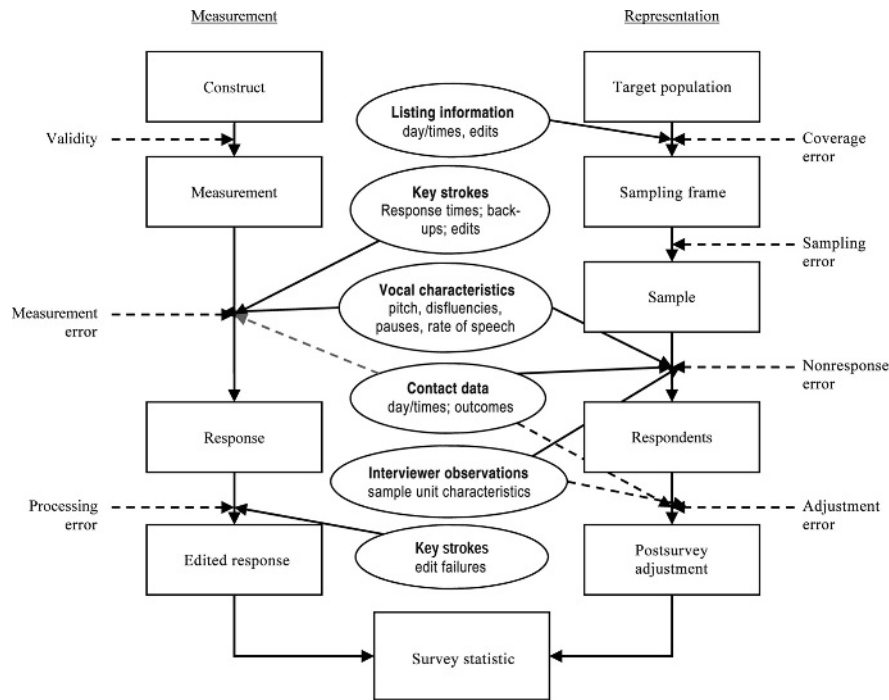 Measurement
Representation
Construct
Target population
Listing information
day/times, edits
Validity
Coverage
error
Measurement
Sampling frame
Key strokes
Response times; back-
ups; edits
Sampling
error
Vocal characteristics
pitch, disfluencies,
pauses, rate of speech
Sample
Measurement
error
Nonresponse
error
Contact data
day/times; outcomes
Response
Respondents
Interviewer observations
sample unit characteristics
Processing
error
Adjustment
error
Key strokes
edit failures
Edited response
Postsurvey
adjustment
Survey statistic